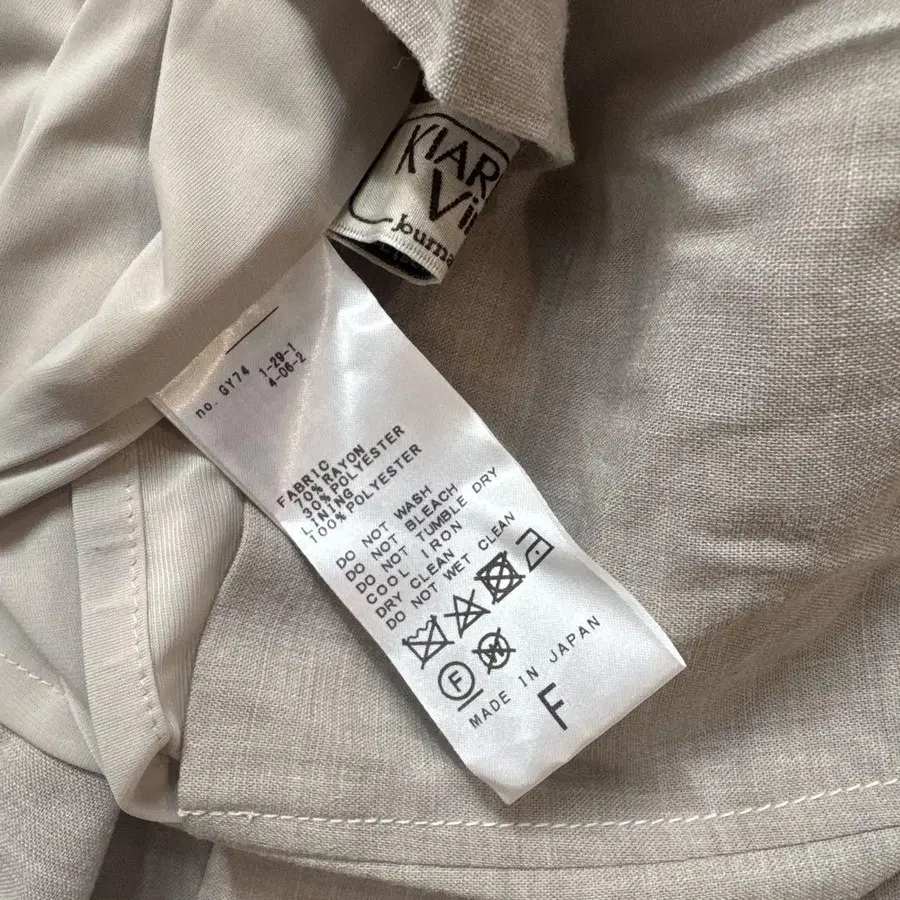 KIAR
Vi
Journa
no. GY74 1-29-1
4-06-2
FABRIC
70% RAYON
30% POLYESTER
LINING
100% POLYESTER
DO NOT WASH
DO NOT BLEACH
DO NOT TUMBLE DRY
COOL IRON
DRY CLEAN
DO NOT WET CLEAN
F W
MADE IN JAPAN
F